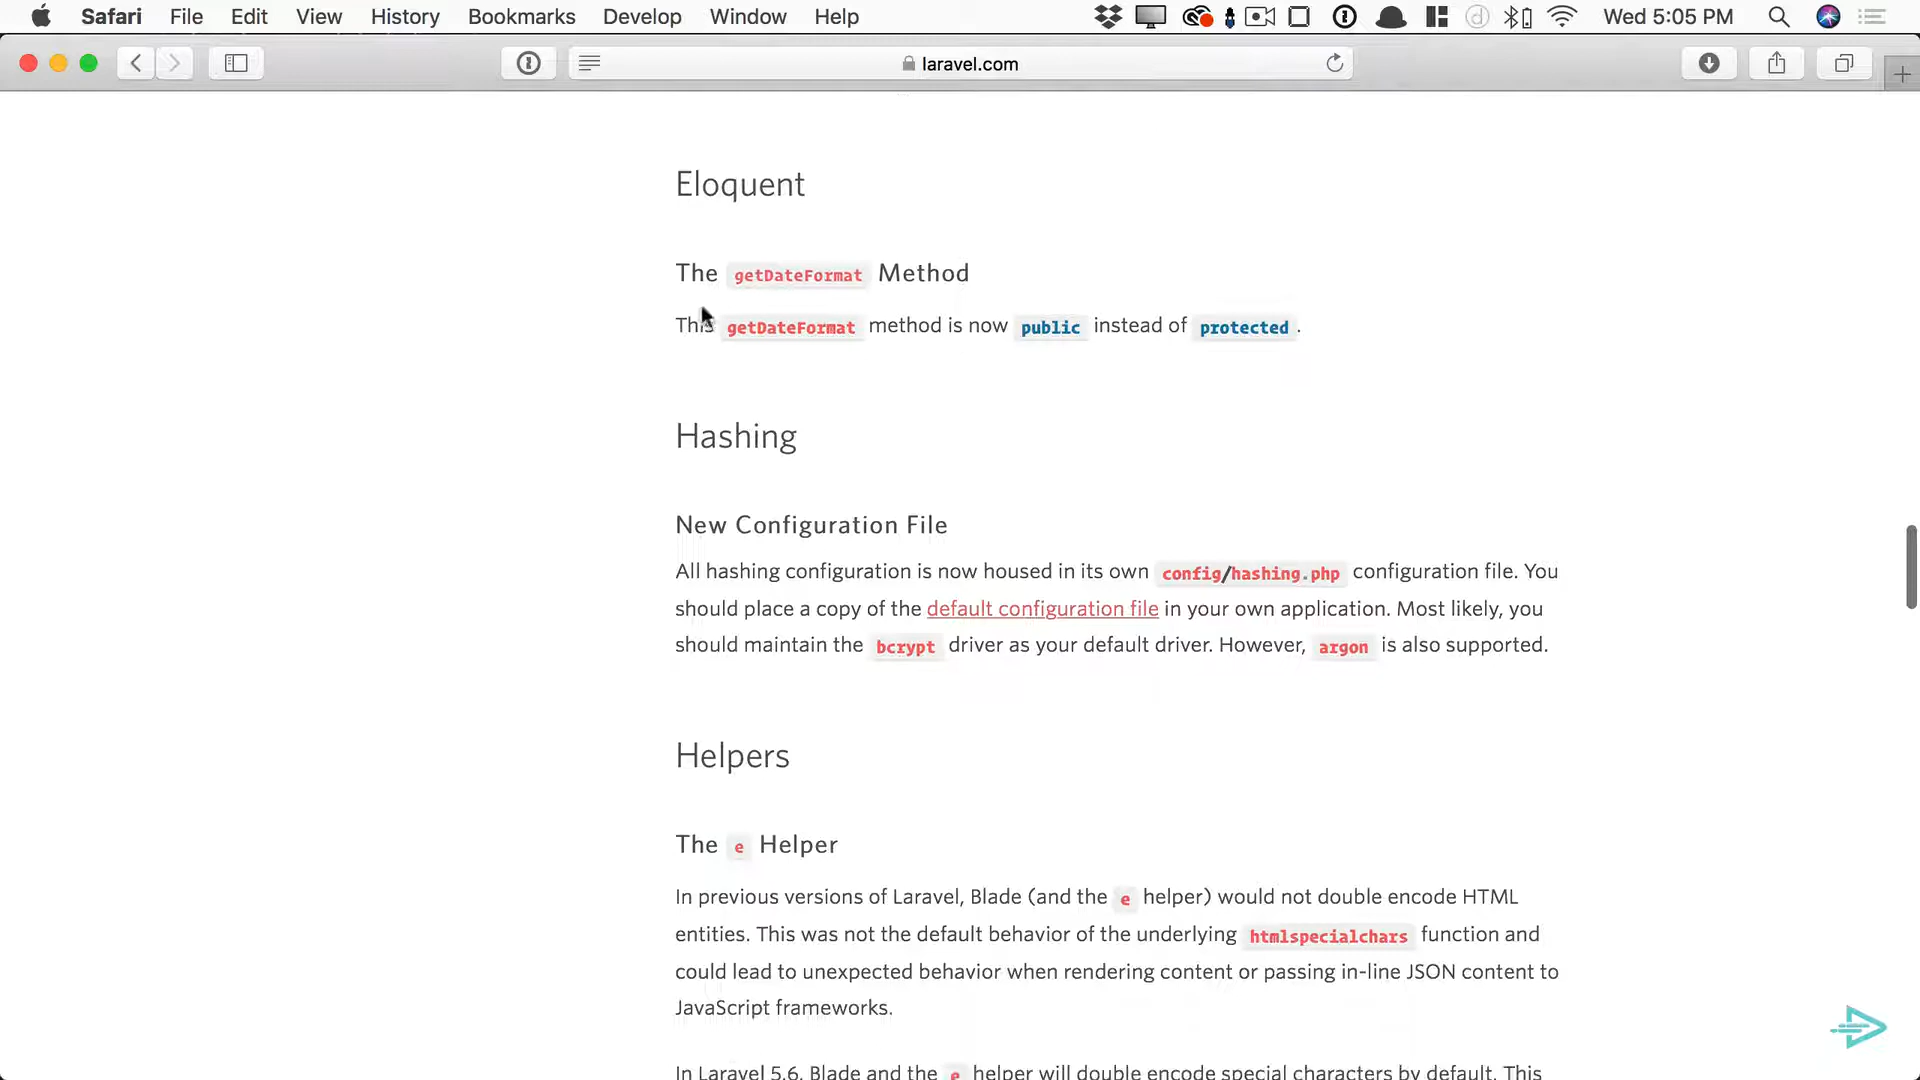 Safari File Edit View History Bookmarks Develop Window Help Wed 5:05 PM
laravel.com
Eloquent
The getDateFormat Method
This getDateFormat method is now public instead of protected.
Hashing
New Configuration File
All hashing configuration is now housed in its own config/hashing.php configuration file. You
should place a copy of the default configuration file in your own application. Most likely, you
should maintain the bcrypt driver as your default driver. However, argon is also supported.
Helpers
The e Helper
In previous versions of Laravel, Blade (and the e helper) would not double encode HTML
entities. This was not the default behavior of the underlying htmlspecialchars function and
could lead to unexpected behavior when rendering content or passing in-line JSON content to
JavaScript frameworks.
In Laravel 5.6, Blade and the e helper will double encode special characters by default. This